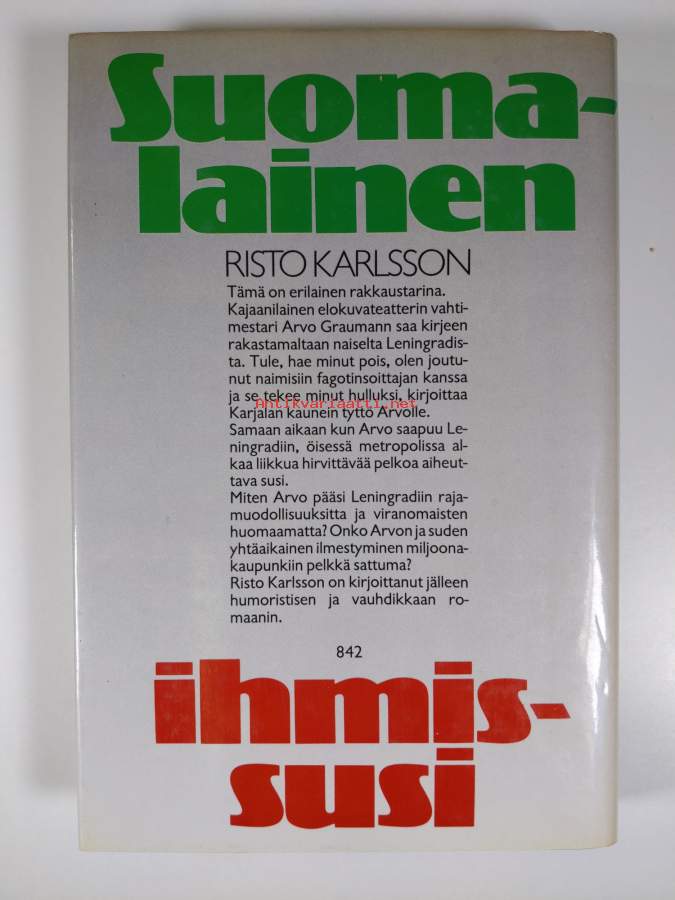 Suoma-
lainen
RISTO KARLSSON
Tämä on erilainen rakkaustarina.
Kajaanilainen elokuvateatterin vahti-
mestari Arvo Graumann saa kirjeen
rakastamaltaan naiselta Leningradis-
ta. Tule, hae minut pois, olen joutu-
nut naimisiin fagotinsoittajan kanssa
ja se tekee minut hulluksi, kirjoittaa
Antikvariaatti.net
Karjalan kaunein tyttö Arvolle.
Samaan aikaan kun Arvo saapuu Le-
ningradiin, öisessä metropolissa al-
kaa liikkua hirvittävää pelkoa aiheut-
tava susi.
Miten Arvo pääsi Leningradiin raja-
muodollisuuksitta ja viranomaisten
huomaamatta? Onko Arvon ja suden
yhtäaikainen ilmestyminen miljoona-
kaupunkiin pelkkä sattuma?
Risto Karlsson on kirjoittanut jälleen
humoristisen ja vauhdikkaan ro-
maanin.
842
ihmis-
susi